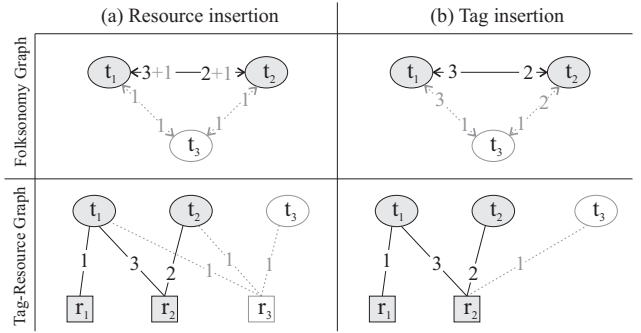 (a) Resource insertion
(b) Tag insertion
Folksonomy Graph
t1 3+1 2+1 t2
1 1
1 1
t3
t1 3 2 t2
3 2
1 1
t3
Tag-Resource Graph
t1 t2 t3
1 3 2 1 1 1
r1 r2 r3
t1 t2 t3
1 3 2 1
r1 r2